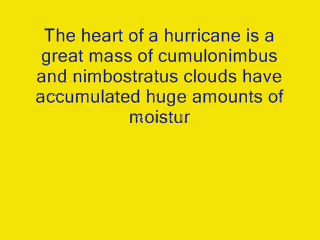 The heart of a hurricane is a
great mass of cumulonimbus
and nimbostratus clouds have
accumulated huge amounts of
moistur